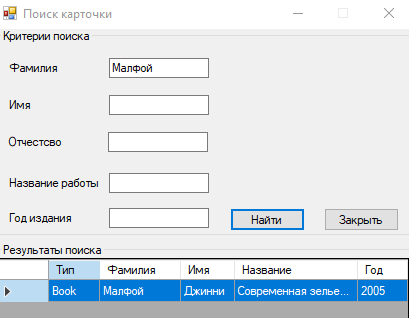 Поиск карточки
Критерии поиска
Фамилия Малфой
Имя
Отчестсво
Название работы
Год издания Найти Закрыть
Результаты поиска
Тип Фамилия Имя Название Год
Book Малфой Джинни Современная зелье... 2005